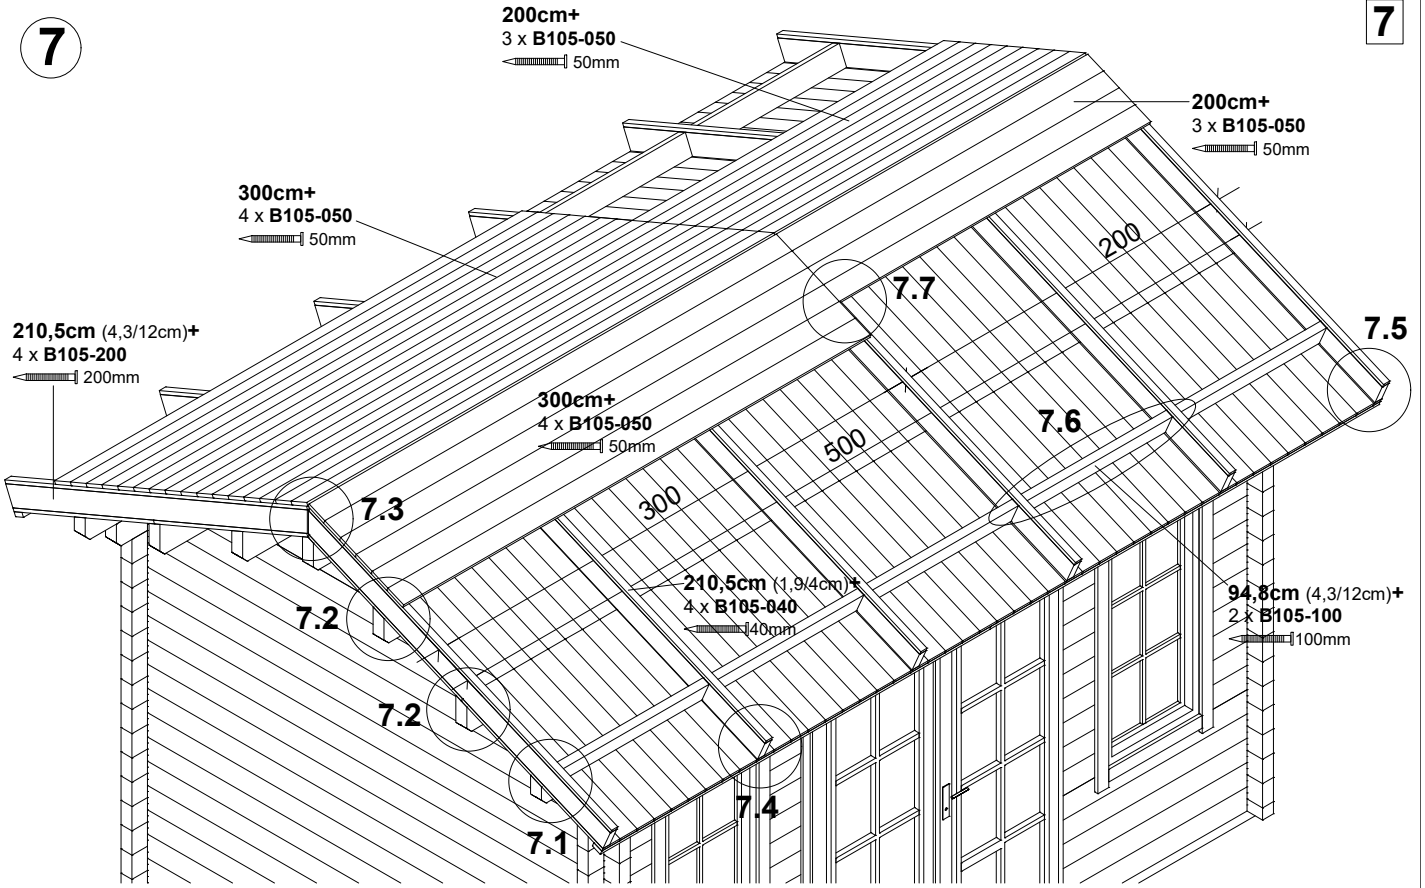 7
7
200cm+
3 x B105-050
50mm
200cm+
3 x B105-050
50mm
300cm+
4 x B105-050
50mm
200
7.7
7.5
210,5cm (4,3/12cm)+
4 x B105-200
200mm
300cm+
4 x B105-050
50mm
7.6
500
300
7.3
210,5cm (1,9/4cm)+
4 x B105-040
40mm
94,8cm (4,3/12cm)+
2 x B105-100
100mm
7.2
7.2
7.4
7.1